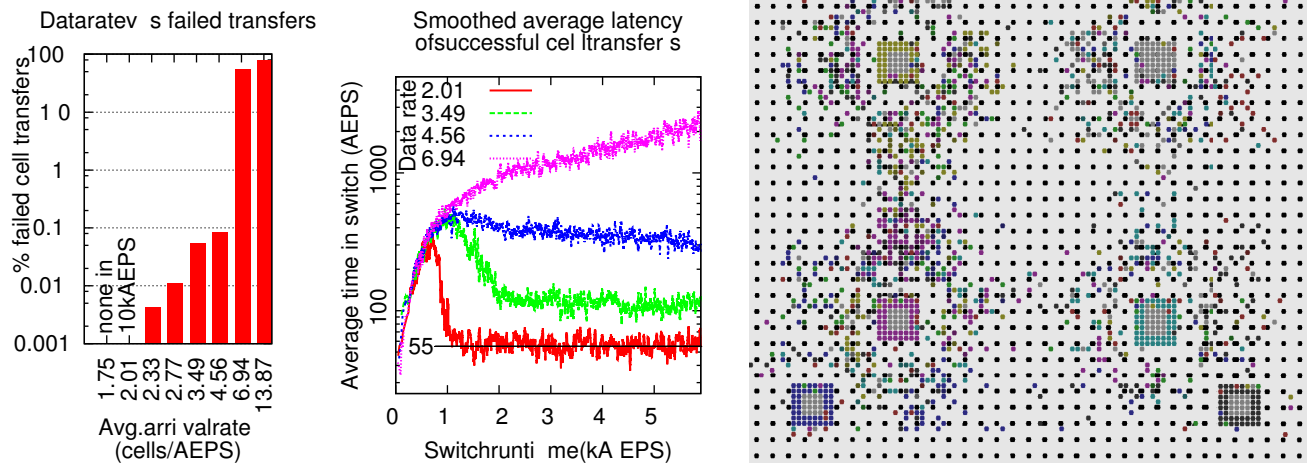 Dataratev s failed transfers
% failed cell transfers
100
1 0
1
0.1
0.01
0.001
none in
10kAEPS
1.75
2.01
2.33
2.77
3.49
4.56
6.94
13.87
Avg.arri valrate
(cells/AEPS)
Smoothed average latency
ofsuccessful cel ltransfer s
Average time in switch (AEPS)
1000
100
Data rate
2.01
3.49
4.56
6.94
55
0 1 2 3 4 5
Switchrunti me(kA EPS)